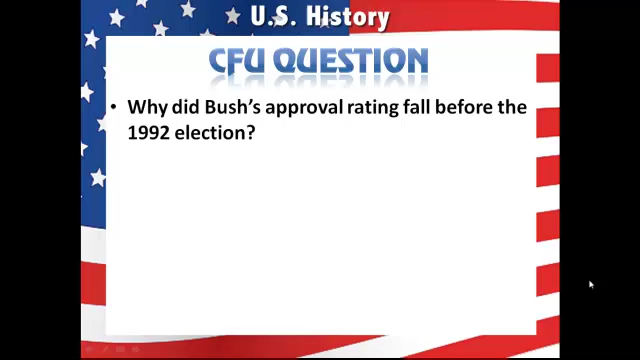 U.S. History
CFU QUESTION
• Why did Bush's approval rating fall before the
1992 election?